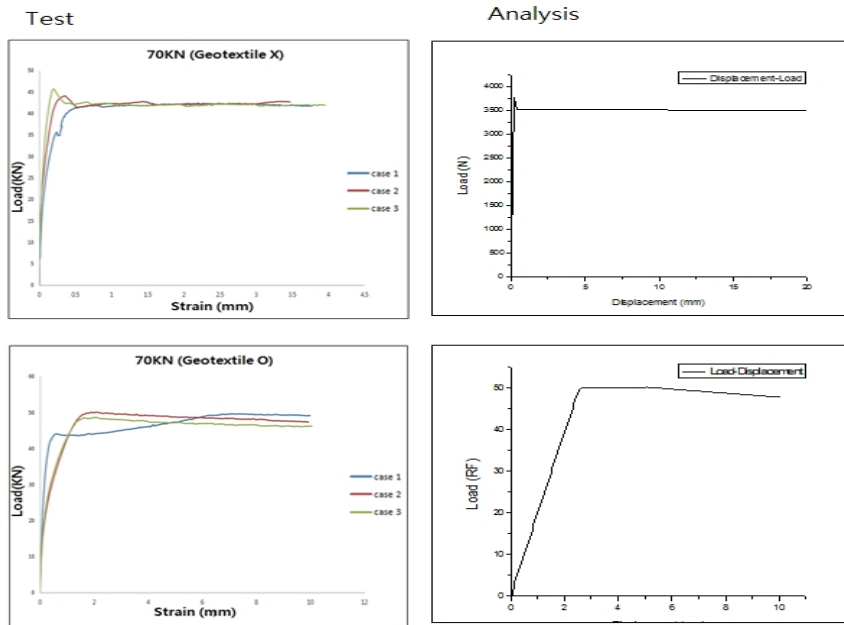 Test
Analysis
70KN (Geotextile X)
50
45
40
35
30
25
20
15
10
5
0
Load(KN)
0 0.5 1 1.5 2 2.5 3 3.5 4 4.5
Strain (mm)
case 1
case 2
case 3
Displacement-Load
4000
3500
3000
2500
2000
1500
1000
500
0
Load (N)
0 5 10 15 20
Displacement (mm)
70KN (Geotextile O)
60
50
40
30
20
10
0
Load(KN)
0 2 4 6 8 10 12
Strain (mm)
case 1
case 2
case 3
Load-Displacement
50
40
30
20
10
0
Load (RF)
0 2 4 6 8 10